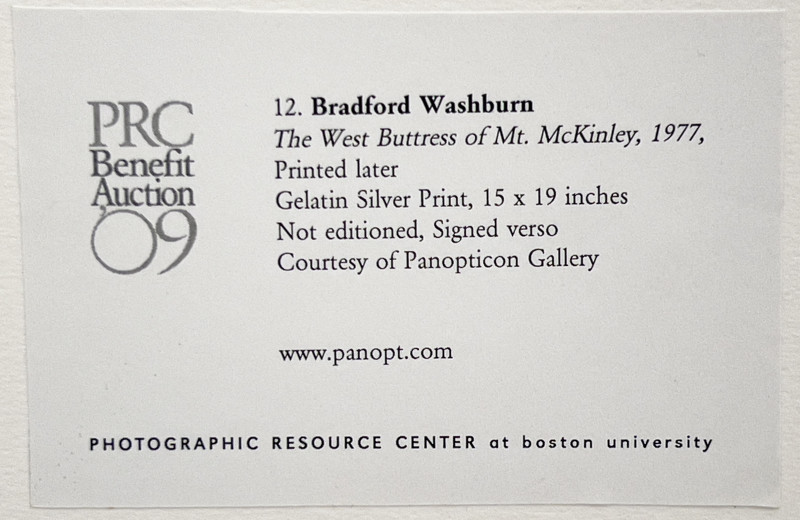 PRC
Benefit
Auction
09
12. Bradford Washburn
The West Buttress of Mt. McKinley, 1977,
Printed later
Gelatin Silver Print, 15 x 19 inches
Not editioned, Signed verso
Courtesy of Panopticon Gallery
www.panopt.com
PHOTOGRAPHIC RESOURCE CENTER at boston university